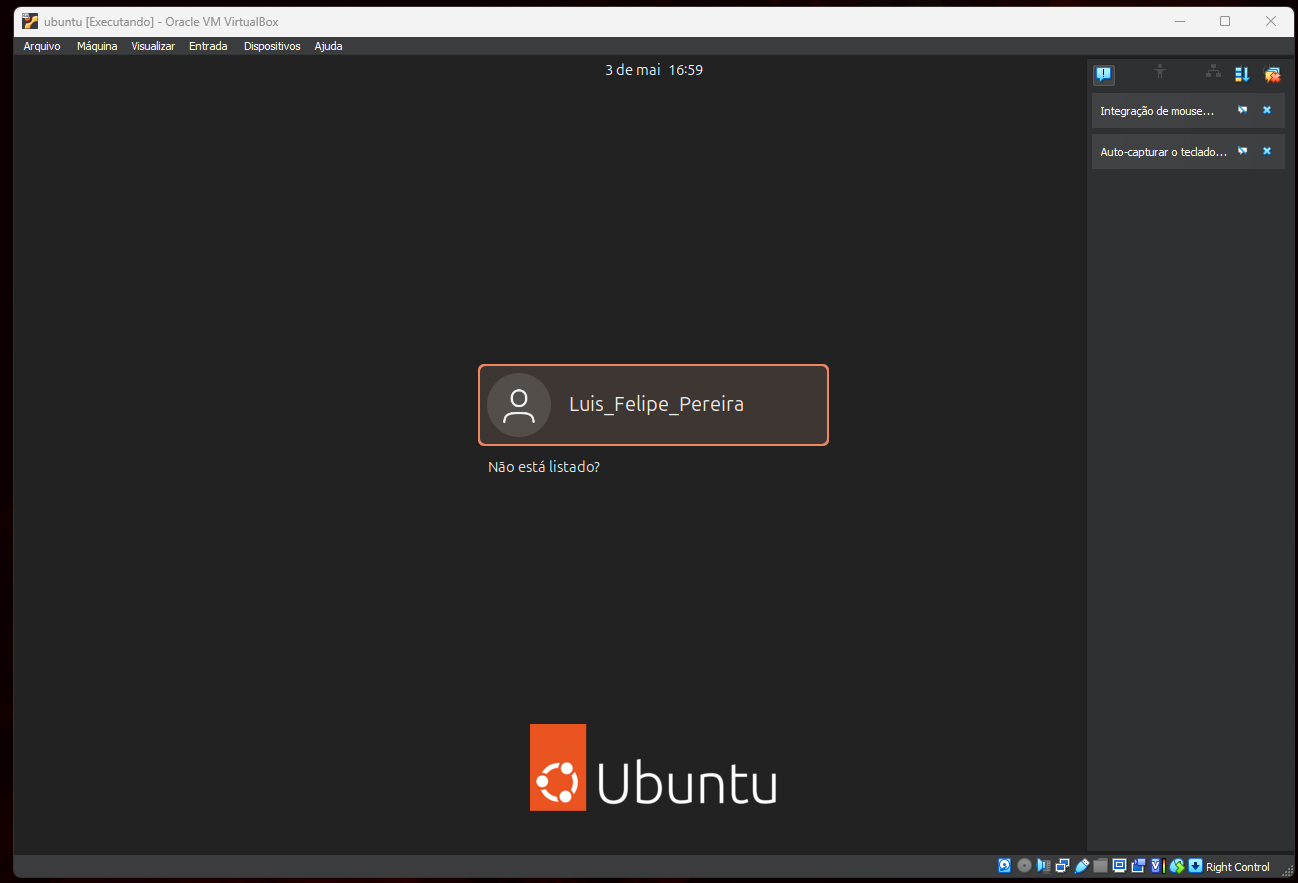 ubuntu [Executando] - Oracle VM VirtualBox
Arquivo Máquina Visualizar Entrada Dispositivos Ajuda
3 de mai 16:59
Integração de mouse...
Auto-capturar o teclado...
Luis_Felipe_Pereira
Não está listado?
Ubuntu
Right Control